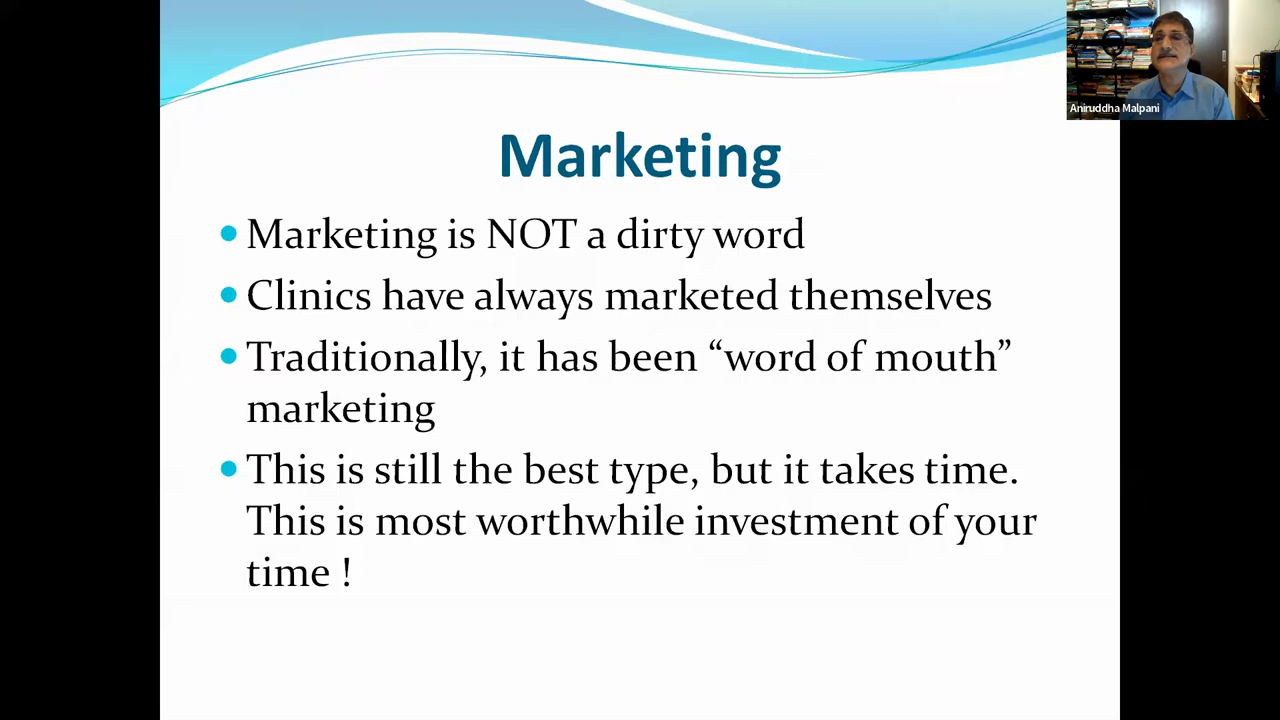 Aniruddha Malpani
Marketing
• Marketing is NOT a dirty word
• Clinics have always marketed themselves
• Traditionally, it has been “word of mouth”
marketing
• This is still the best type, but it takes time.
This is most worthwhile investment of your
time !